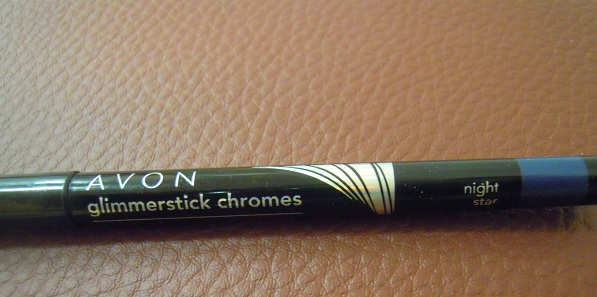 AVON
glimmerstick chromes
night
star